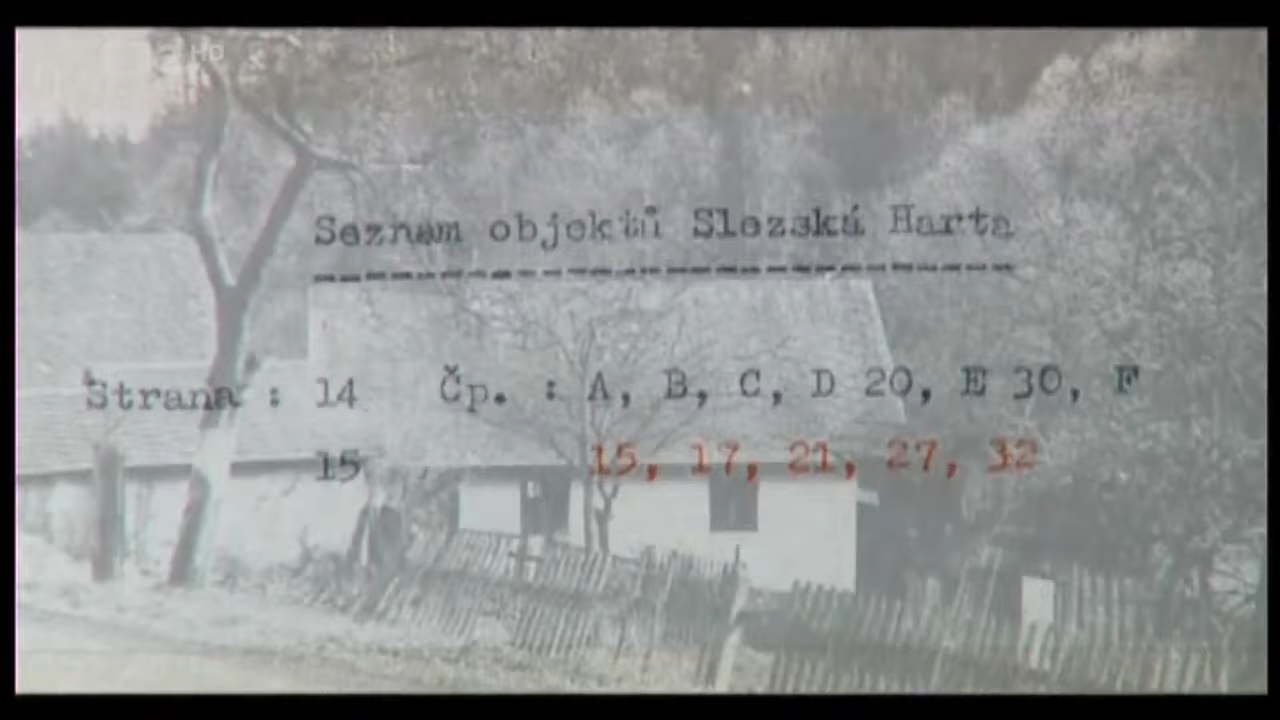 Seznam objektů Slezská Harta
Strana : 14 Čp. : A, B, C, D 20, E 30, F
15 15, 17, 21, 27, 32